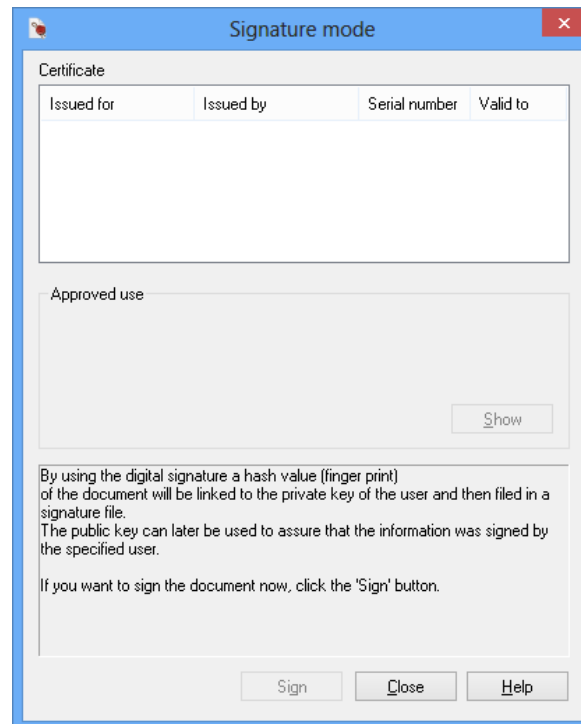 Signature mode
Certificate
Issued for Issued by Serial number Valid to
Approved use
Show
By using the digital signature a hash value (finger print)
of the document will be linked to the private key of the user and then filed in a
signature file.
The public key can later be used to assure that the information was signed by
the specified user.
If you want to sign the document now, click the 'Sign' button.
Sign Close Help